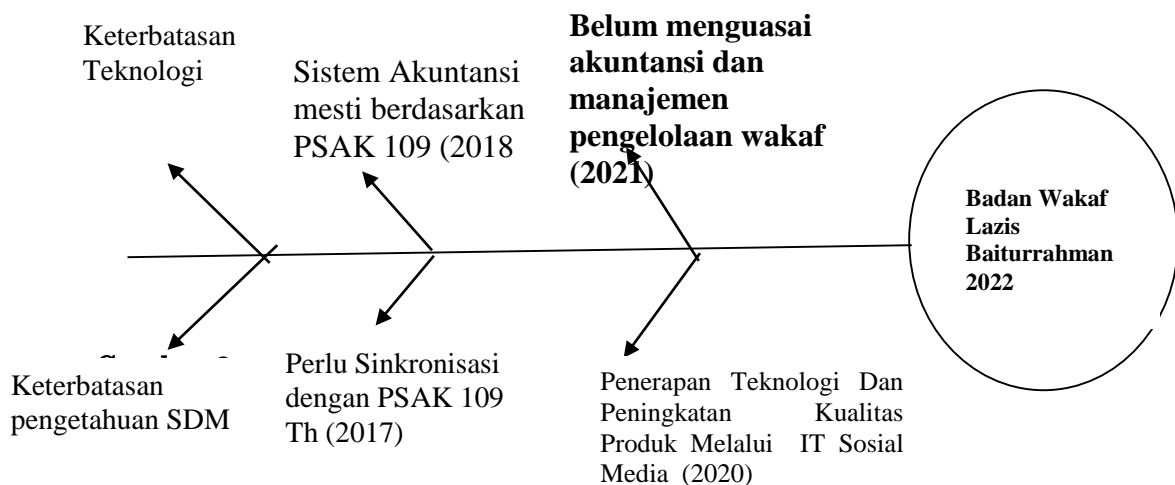 Keterbatasan
Teknologi
Sistem Akuntansi
mesti berdasarkan
PSAK 109 (2018
Belum menguasai
akuntansi dan
manajemen
pengelolaan wakaf
(2021)
Badan Wakaf
Lazis
Baiturrahman
2022
Keterbatasan
pengetahuan SDM
Perlu Sinkronisasi
dengan PSAK 109
Th (2017)
Penerapan Teknologi Dan
Peningkatan Kualitas
Produk Melalui IT Sosial
Media (2020)